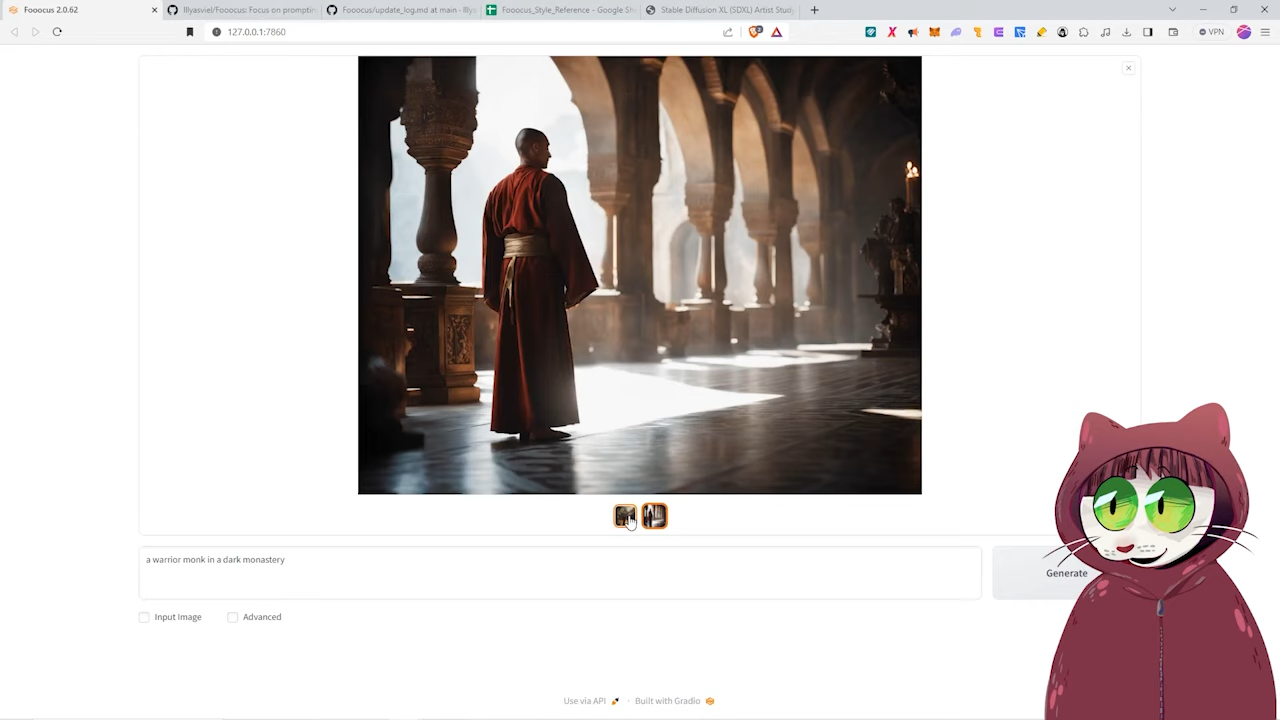 Fooocus 2.0.62
lllyasviel/Fooocus: Focus on promptin
Fooocus/update_log.md at main · lllyas
Fooocus_Style_Reference - Google Sh
Stable Diffusion XL (SDXL) Artist Stud
127.0.0.1:7860
VPN
a warrior monk in a dark monastery
Generate
Input Image
Advanced
Use via API
·
Built with Gradio